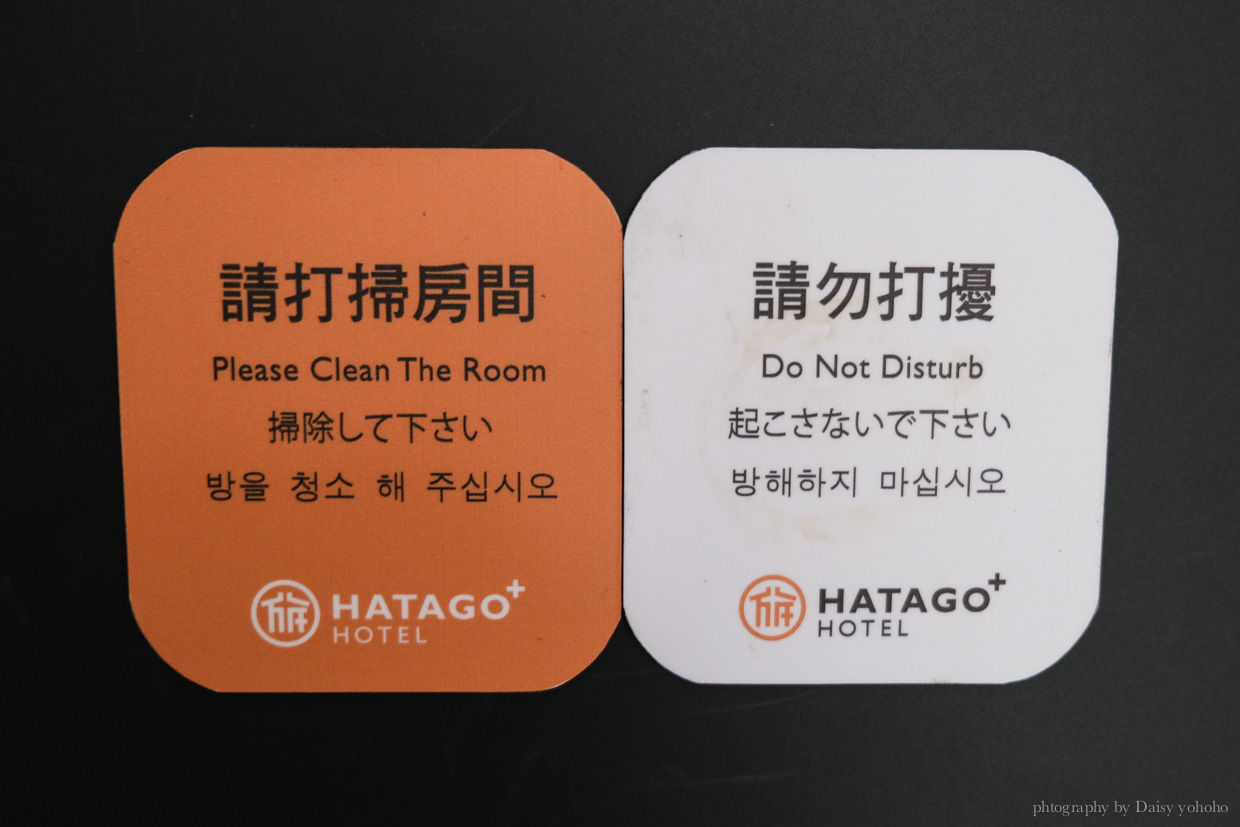 請打掃房間
Please Clean The Room
掃除して下さい
방을 청소 해 주십시오
HATAGO+
HOTEL
請勿打擾
Do Not Disturb
起こさないで下さい
방해하지 마십시오
HATAGO+
HOTEL
phtography by Daisy yohoho